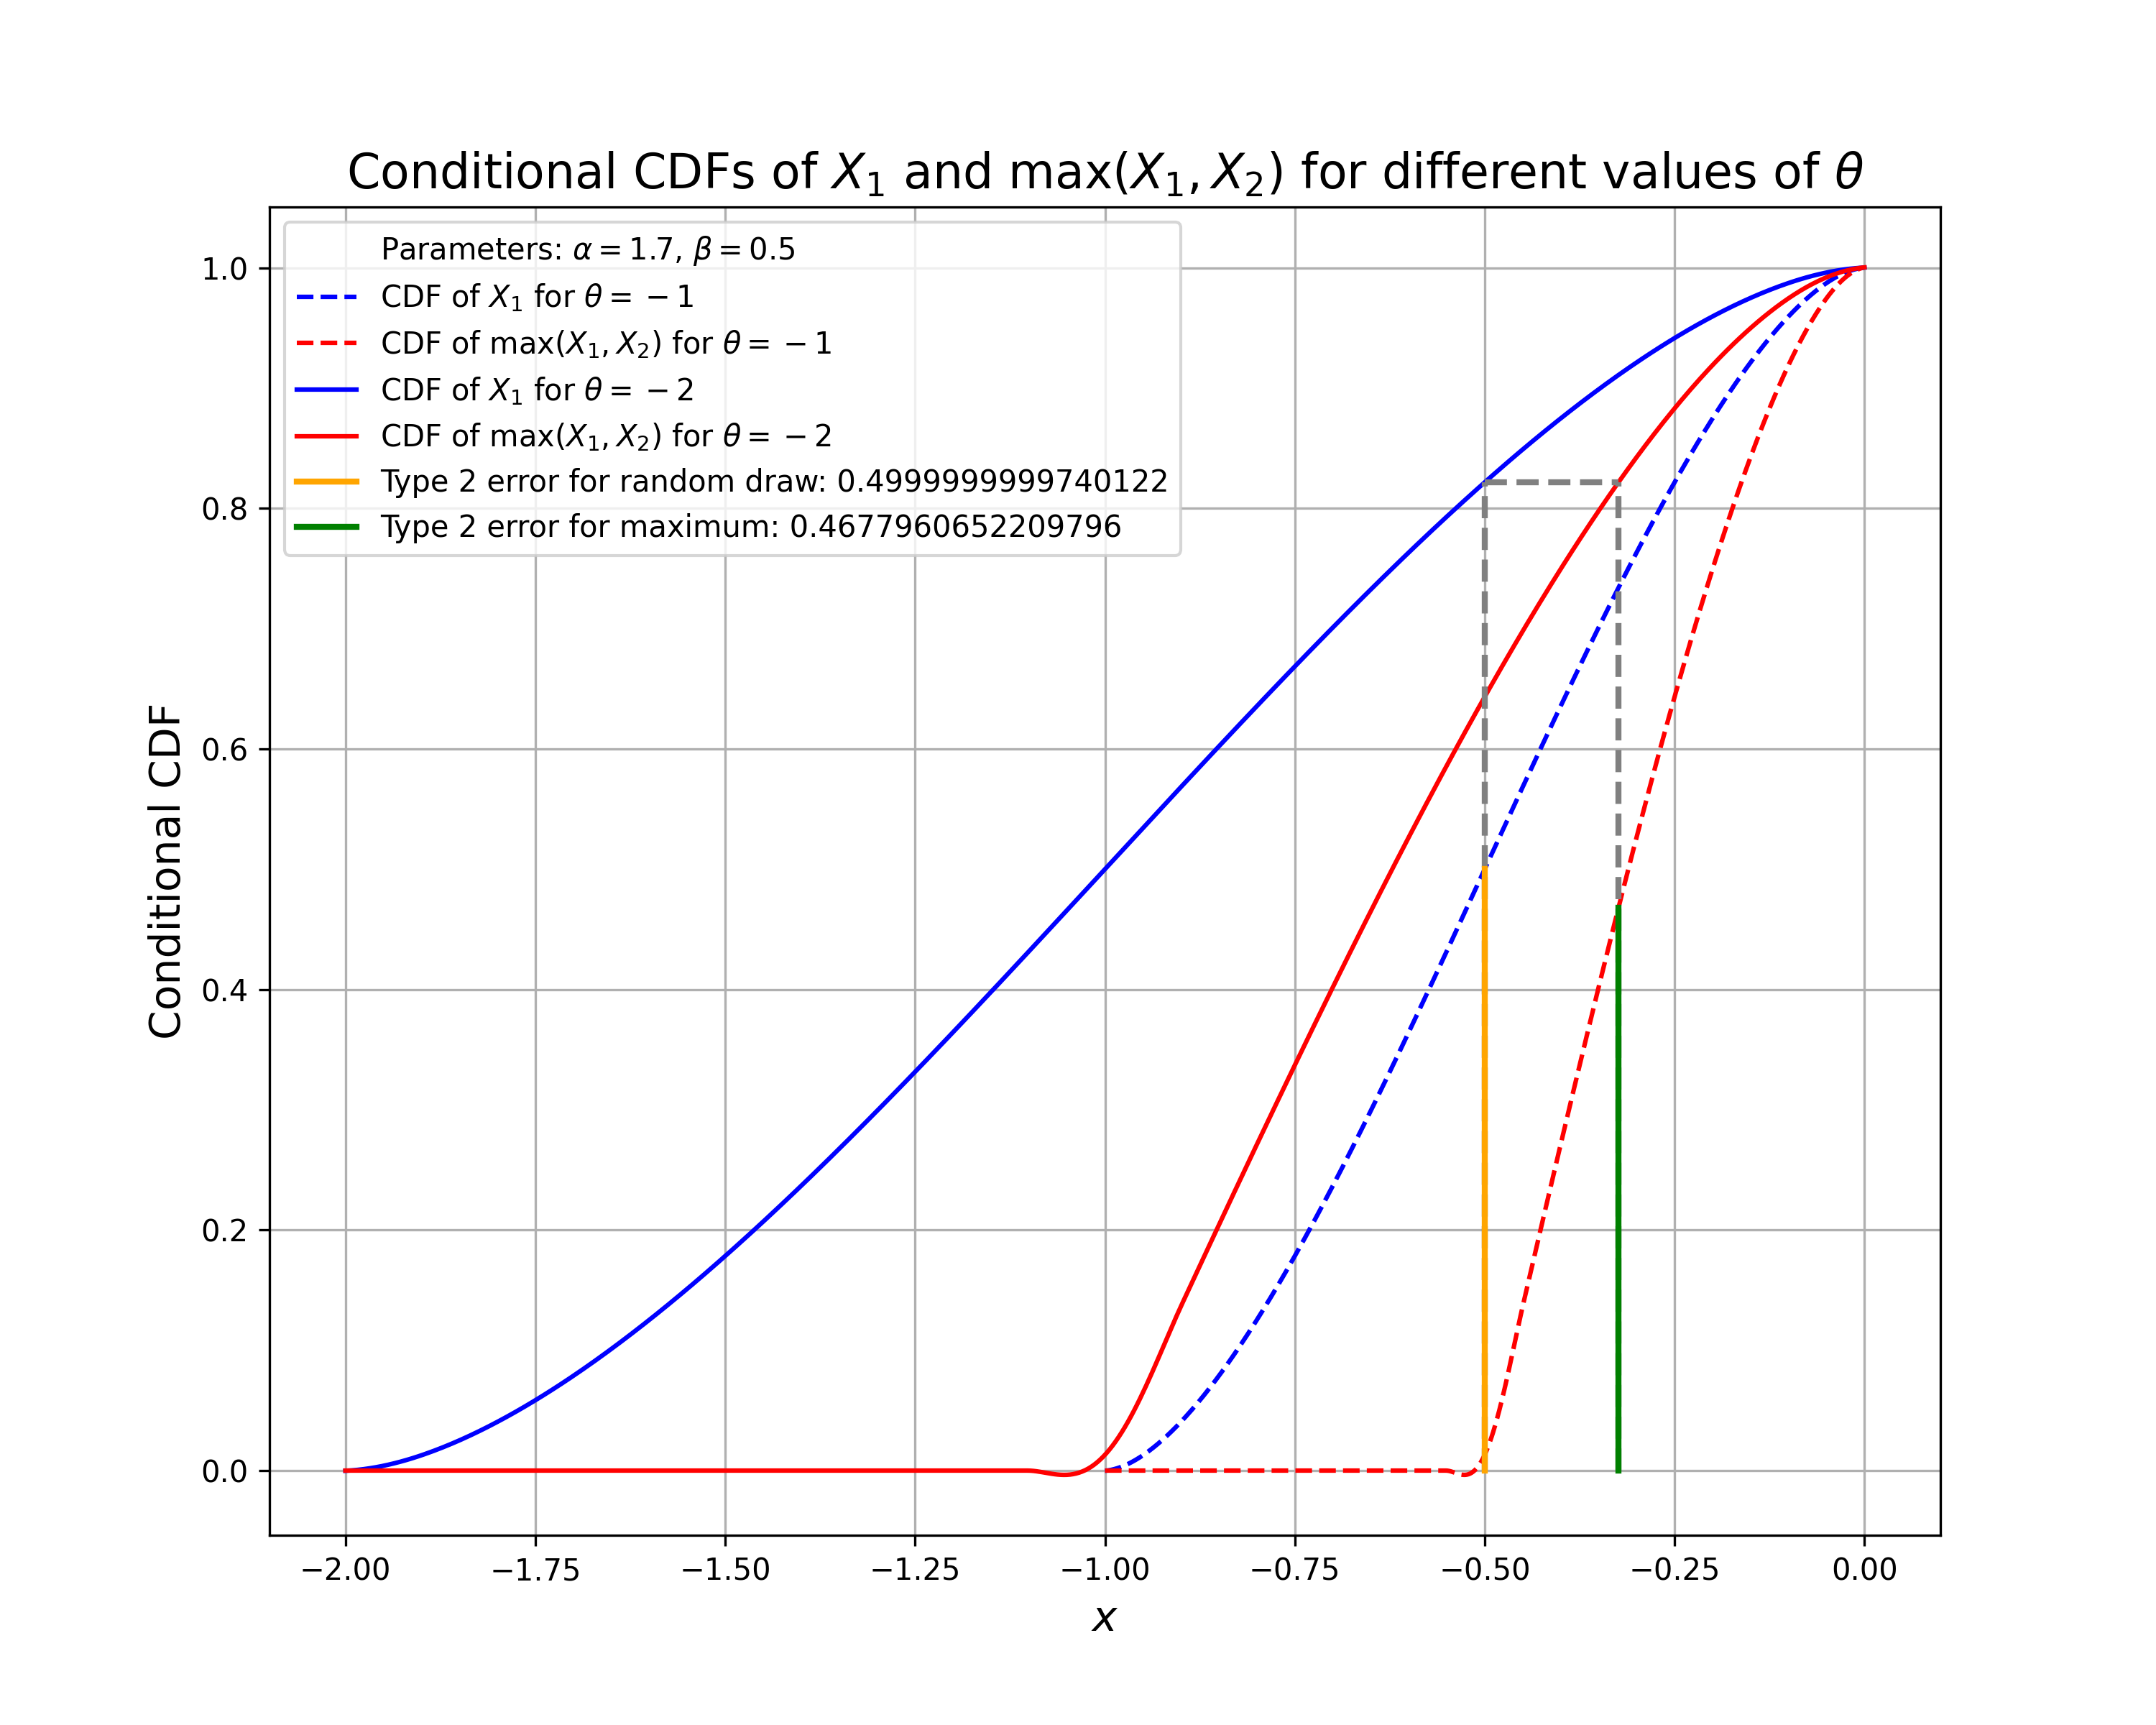 Conditional CDFs of X₁ and max(X₁, X₂) for different values of θ
Parameters: α = 1.7, β = 0.5
CDF of X₁ for θ = −1
CDF of max(X₁, X₂) for θ = −1
CDF of X₁ for θ = −2
CDF of max(X₁, X₂) for θ = −2
Type 2 error for random draw: 0.4999999999740122
Type 2 error for maximum: 0.4677960652209796
Conditional CDF
1.0
0.8
0.6
0.4
0.2
0.0
−2.00 −1.75 −1.50 −1.25 −1.00 −0.75 −0.50 −0.25 0.00
x